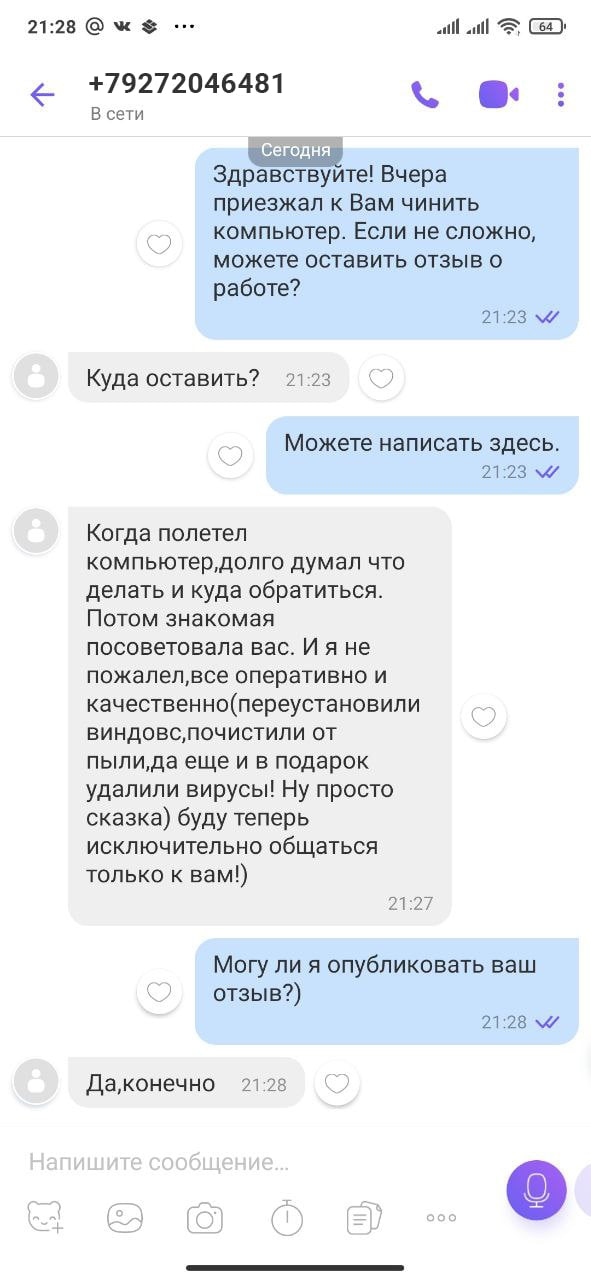 21:28
64
+79272046481
В сети
Сегодня
Здравствуйте! Вчера
приезжал к Вам чинить
компьютер. Если не сложно,
можете оставить отзыв о
работе?
21:23
Куда оставить? 21:23
Можете написать здесь.
21:23
Когда полетел
компьютер,долго думал что
делать и куда обратиться.
Потом знакомая
посоветовала вас. И я не
пожалел,все оперативно и
качественно(переустановили
виндовс,почистили от
пыли,да еще и в подарок
удалили вирусы! Ну просто
сказка) буду теперь
исключительно общаться
только к вам!)
21:27
Могу ли я опубликовать ваш
отзыв?)
21:28
Да,конечно 21:28
Напишите сообщение...